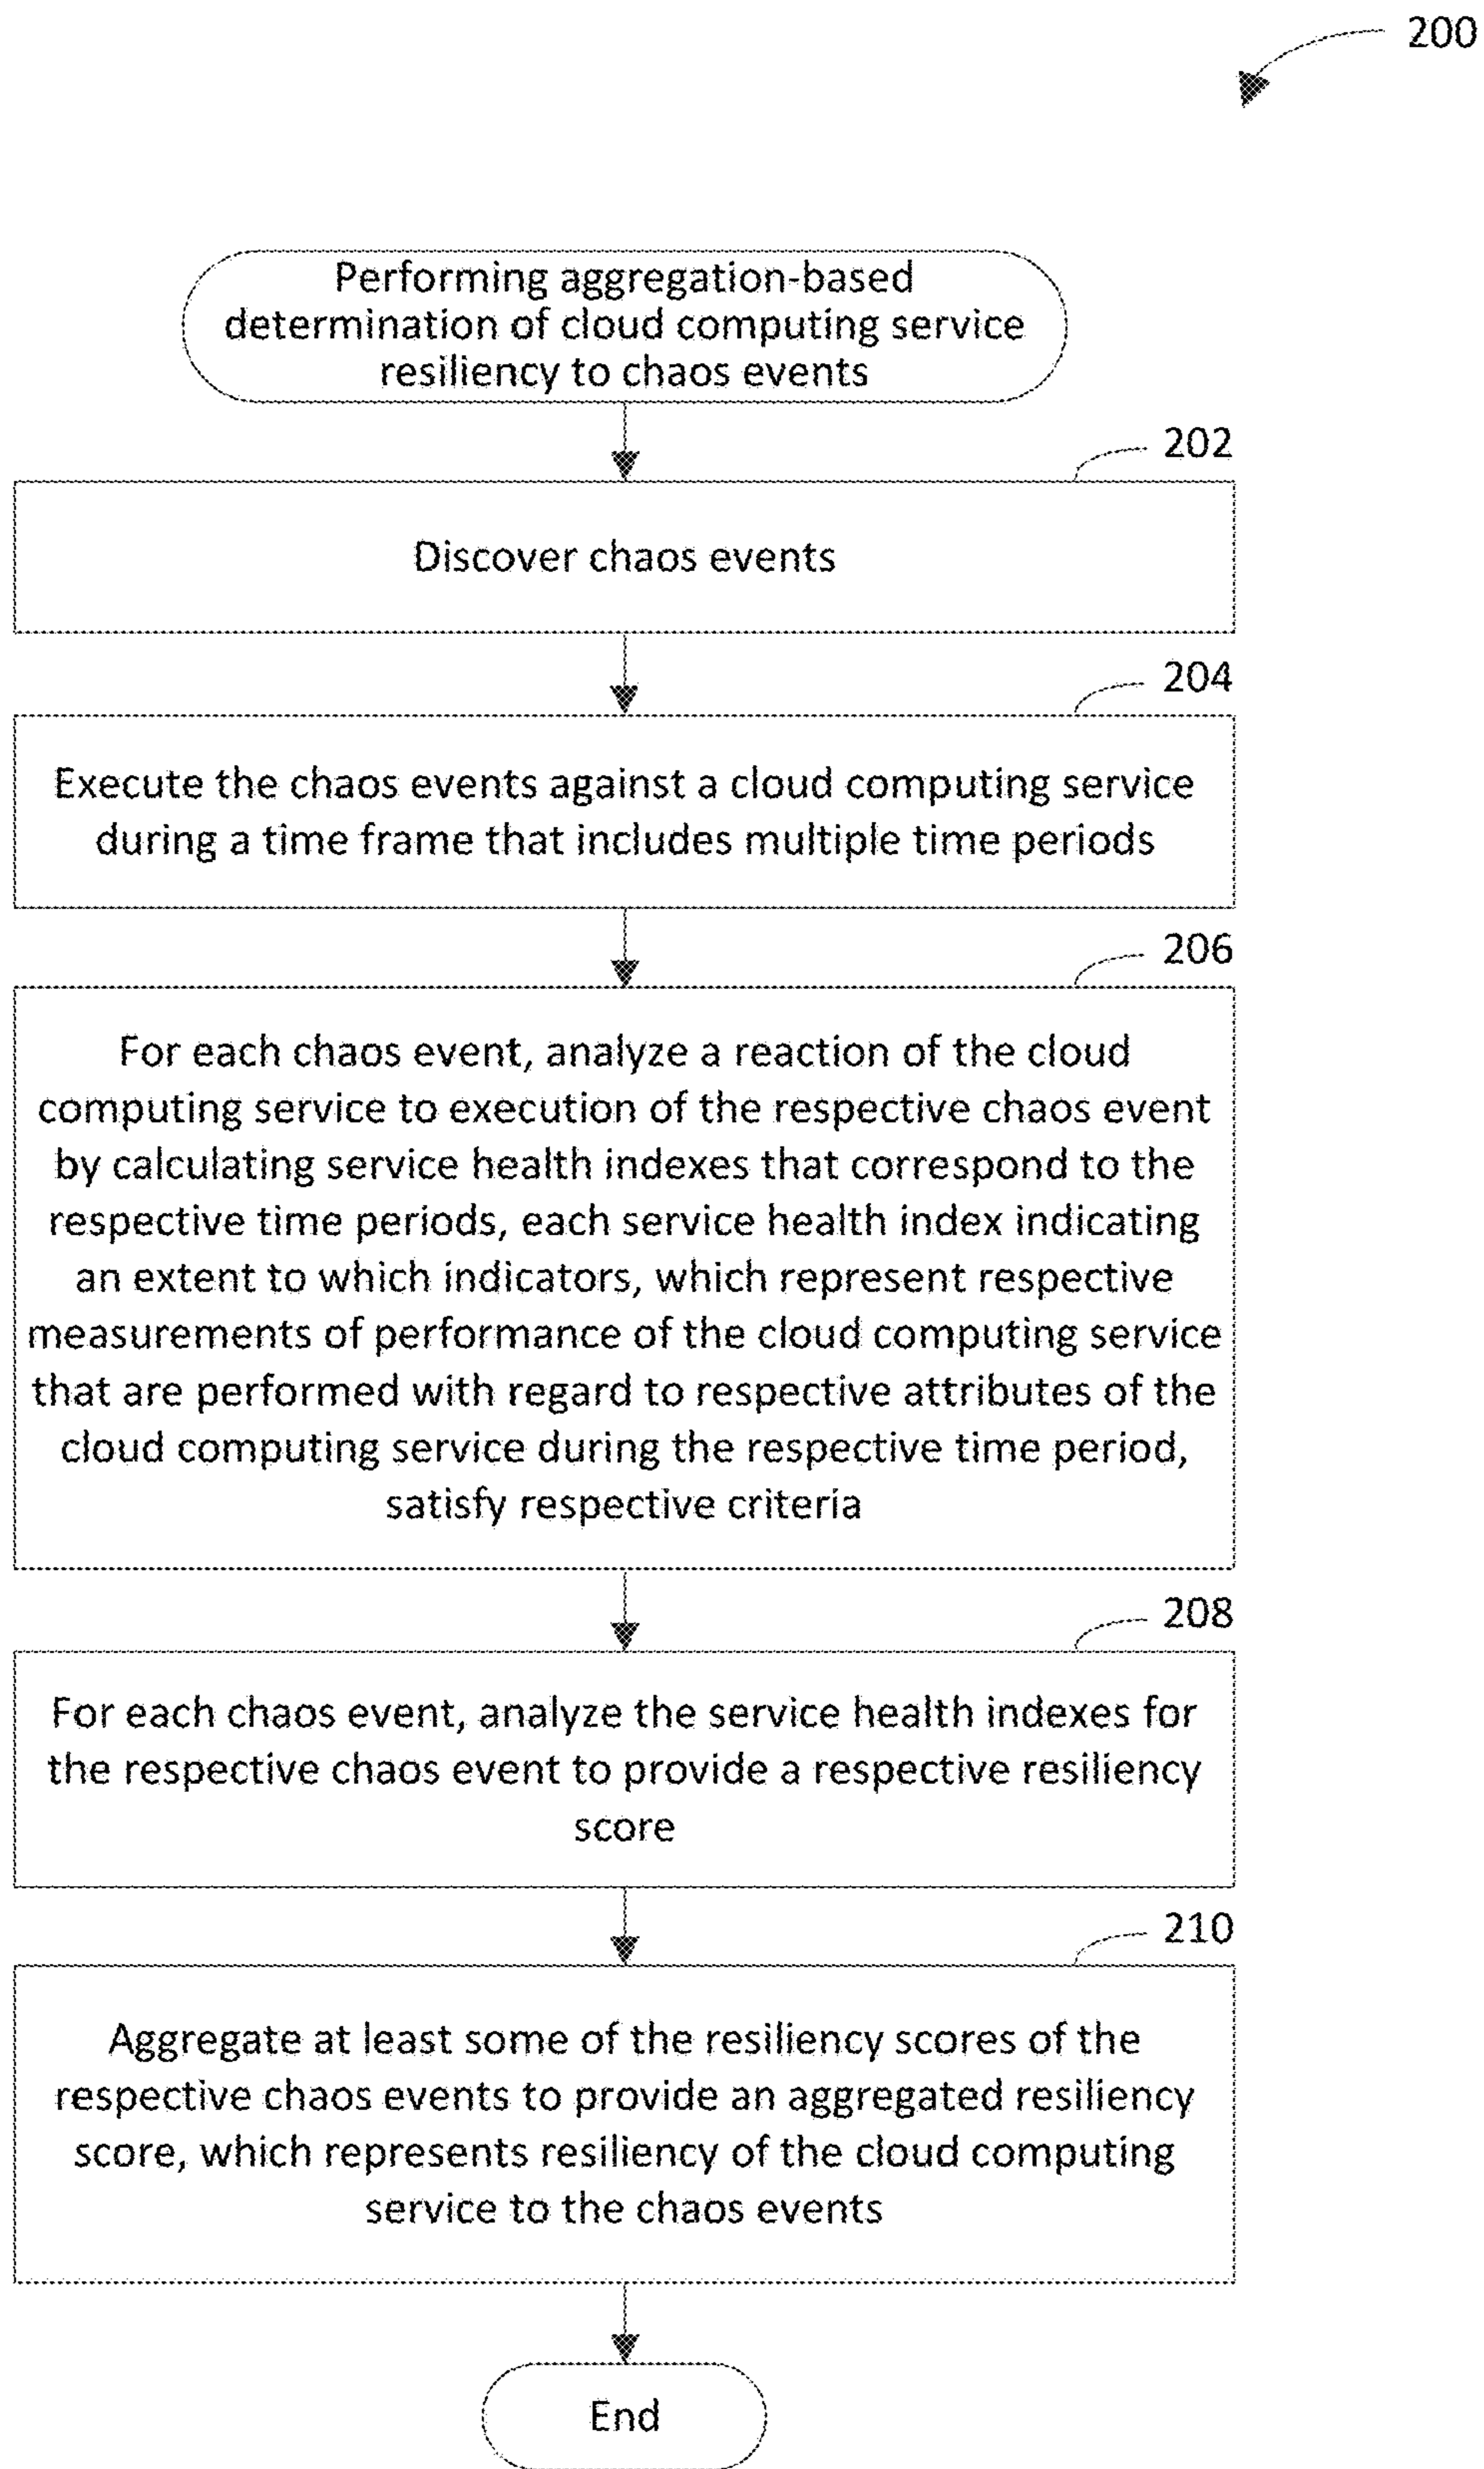 200
Performing aggregation-based
determination of cloud computing service
resiliency to chaos events
202
Discover chaos events
204
Execute the chaos events against a cloud computing service
during a time frame that includes multiple time periods
206
For each chaos event, analyze a reaction of the cloud
computing service to execution of the respective chaos event
by calculating service health indexes that correspond to the
respective time periods, each service health index indicating
an extent to which indicators, which represent respective
measurements of performance of the cloud computing service
that are performed with regard to respective attributes of the
cloud computing service during the respective time period,
satisfy respective criteria
208
For each chaos event, analyze the service health indexes for
the respective chaos event to provide a respective resiliency
score
210
Aggregate at least some of the resiliency scores of the
respective chaos events to provide an aggregated resiliency
score, which represents resiliency of the cloud computing
service to the chaos events
End